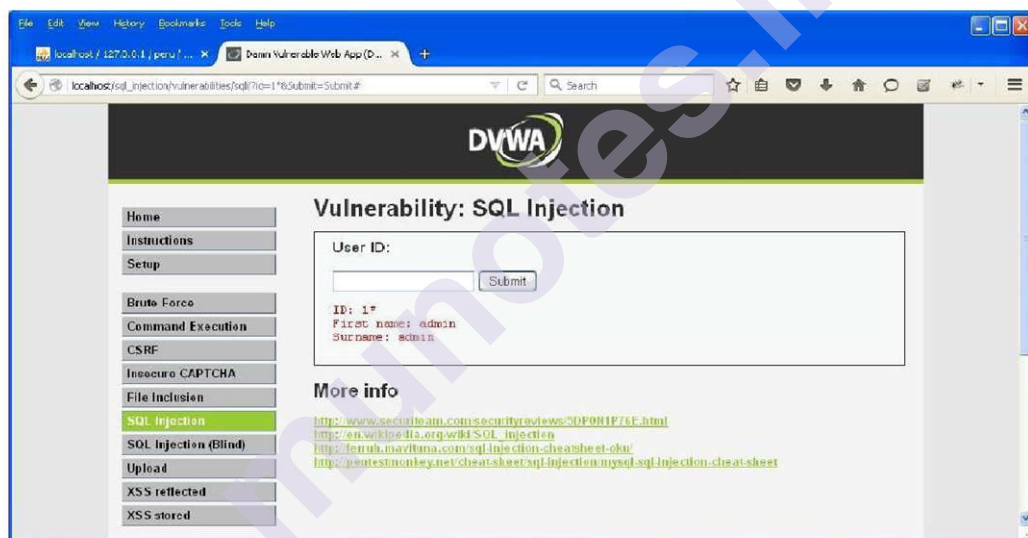 File Edit View History Bookmarks Tools Help
localhost / 127.0.0.1 / peru / ... × Damn Vulnerable Web App (D... × +
localhost/sql_injection/vulnerabilities/sqli/?id=1"&Submit=Submit# Search
DVWA
Home
Instructions
Setup
Brute Force
Command Execution
CSRF
Insecure CAPTCHA
File Inclusion
SQL Injection
SQL Injection (Blind)
Upload
XSS reflected
XSS stored
Vulnerability: SQL Injection
User ID:
Submit
ID: 1"
First name: admin
Surname: admin
More info
http://www.securiteam.com/securityreviews/5DP0N1P76E.html
http://en.wikipedia.org/wiki/SQL_injection
http://ferruh.mavituna.com/sql-injection-cheatsheet-oku/
http://pentestmonkey.net/cheat-sheet/sql-injection/mysql-sql-injection-cheat-sheet
munotes.in